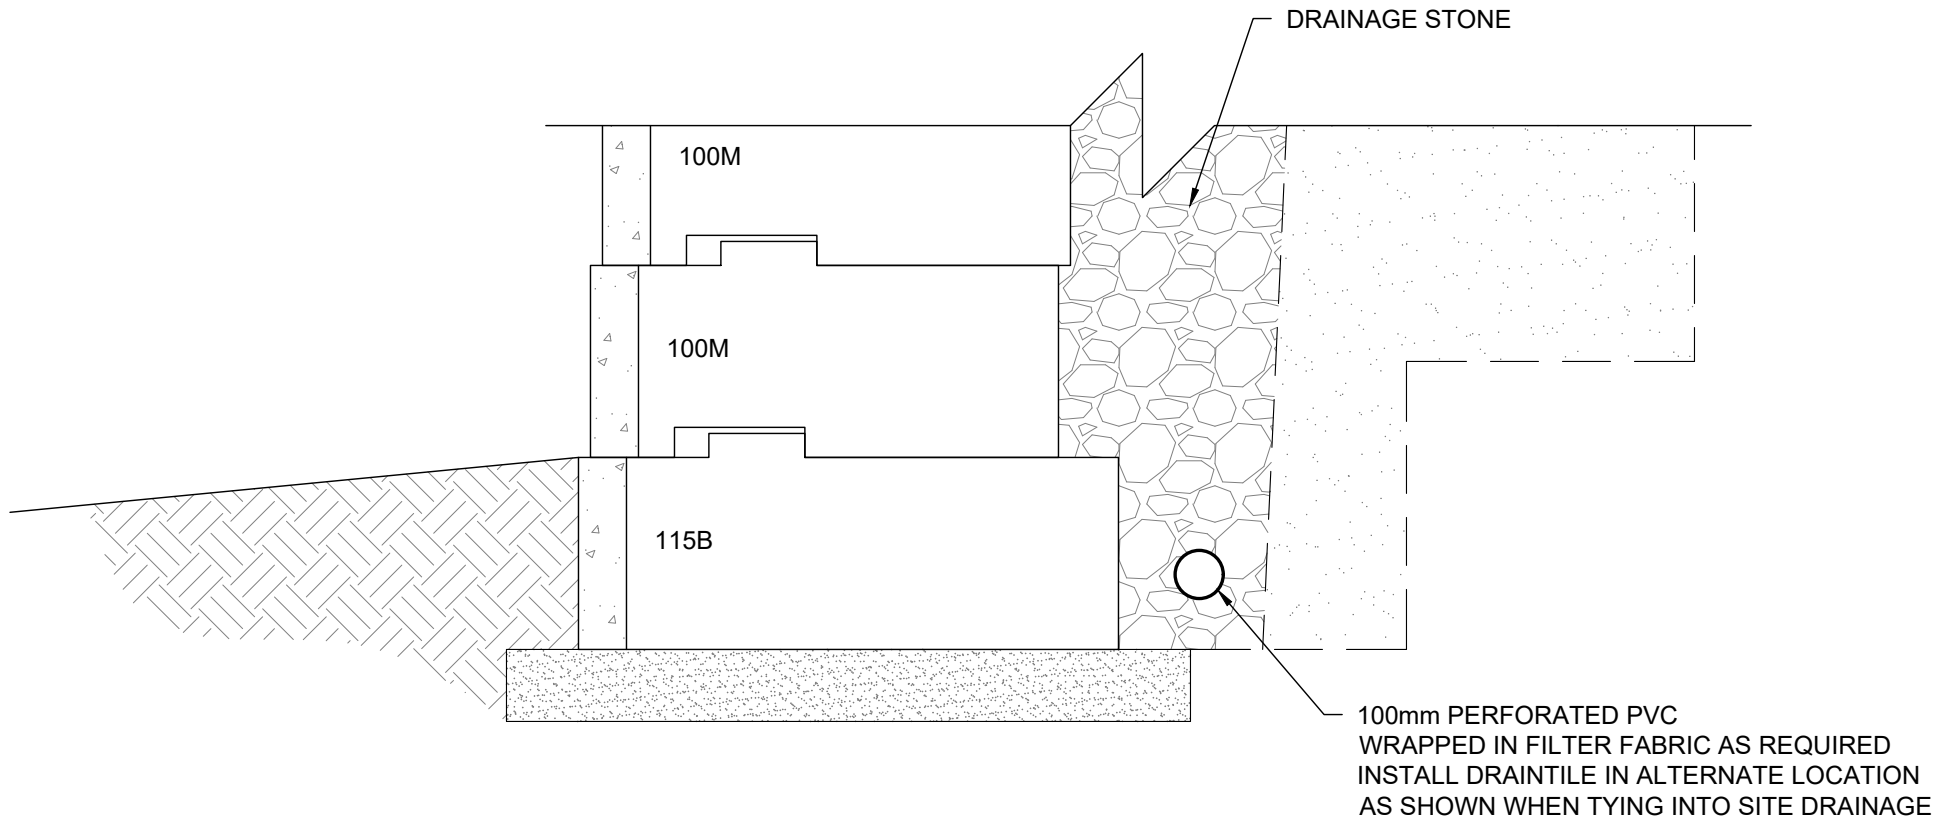 DRAINAGE STONE
100M
100M
115B
100mm PERFORATED PVC
WRAPPED IN FILTER FABRIC AS REQUIRED
INSTALL DRAINTILE IN ALTERNATE LOCATION
AS SHOWN WHEN TYING INTO SITE DRAINAGE